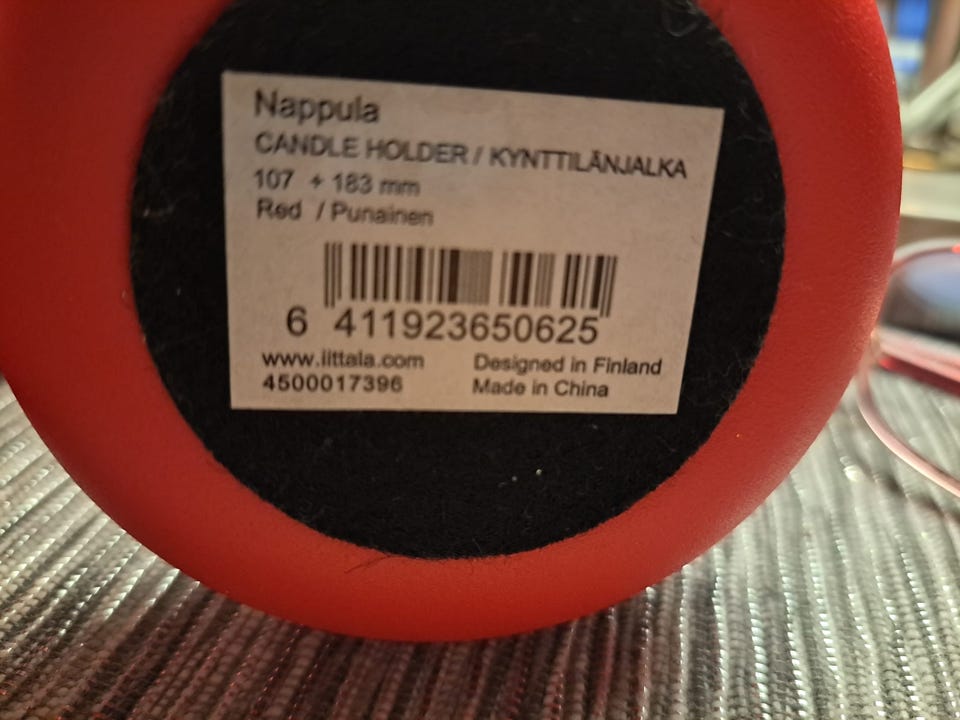 Nappula
CANDLE HOLDER / KYNTTILÄNJALKA
107 + 183 mm
Red / Punainen
6 411923650625
www.iittala.com Designed in Finland
4500017396 Made in China